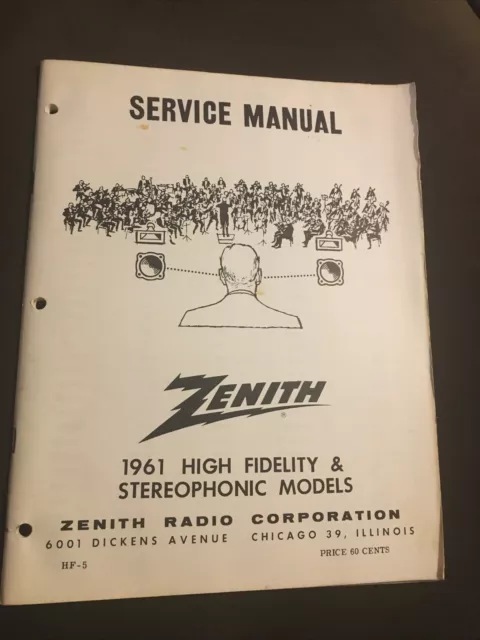 SERVICE MANUAL
ZENITH
®
1961 HIGH FIDELITY &
STEREOPHONIC MODELS
ZENITH RADIO CORPORATION
6001 DICKENS AVENUE CHICAGO 39, ILLINOIS
HF-5 PRICE 60 CENTS